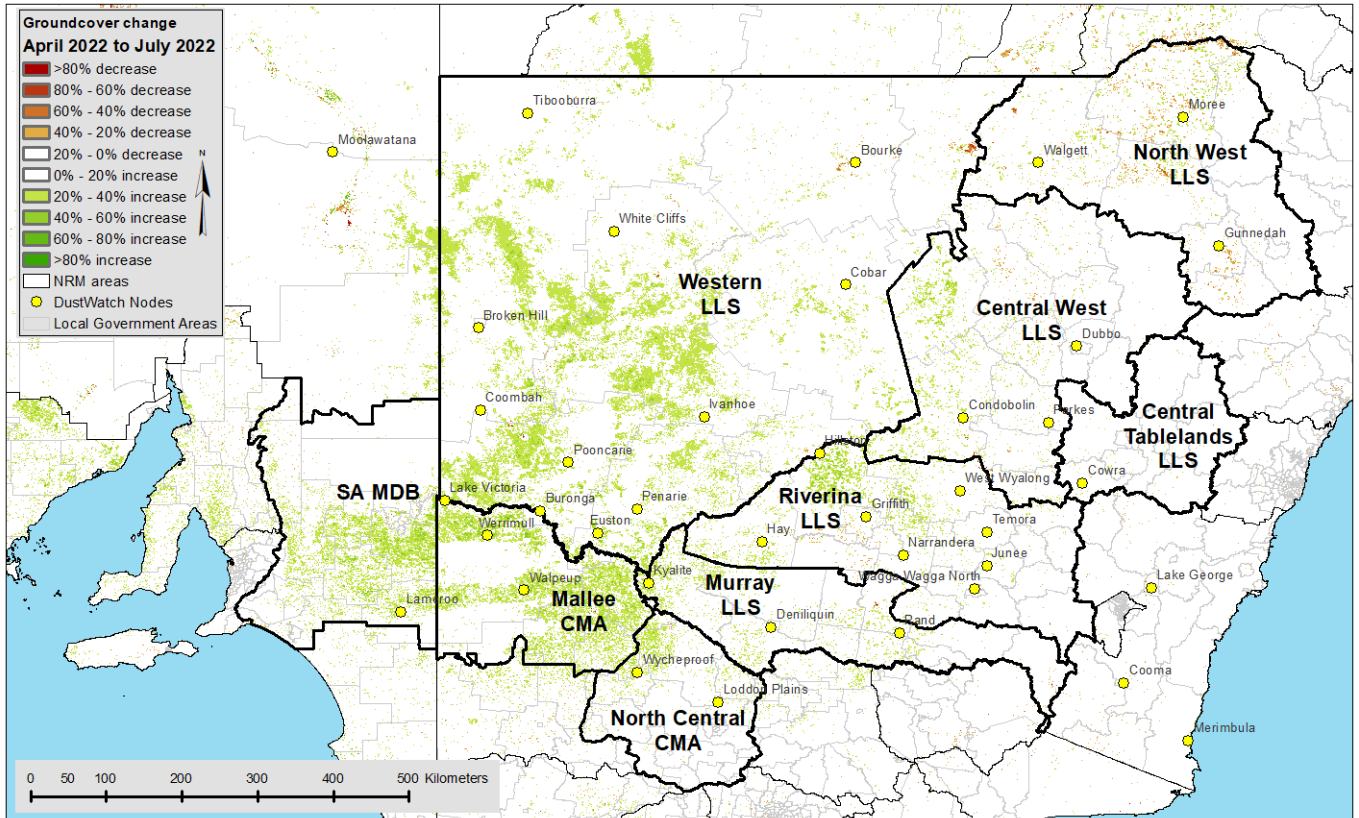 Groundcover change
April 2022 to July 2022
>80% decrease
80% - 60% decrease
60% - 40% decrease
40% - 20% decrease
20% - 0% decrease
0% - 20% increase
20% - 40% increase
40% - 60% increase
60% - 80% increase
>80% increase
NRM areas
DustWatch Nodes
Local Government Areas
N
Tibooburra
Moolawatana
Bourke
Walgett
Moree
North West
LLS
White Cliffs
Gunnedah
Western
LLS
Cobar
Central West
LLS
Broken Hill
Dubbo
Coombah
Ivanhoe
Condobolin
Parkes
Central
Tablelands
LLS
Pooncarie
Hillston
Cowra
SA MDB
Lake Victoria
Buronga
Penarie
Riverina
LLS
West Wyalong
Griffith
Werrimull
Euston
Hay
Temora
Narrandera
Junee
Kyalite
Wagga Wagga North
Walpeup
Mallee
CMA
Murray
LLS
Lake George
Lameroo
Deniliquin
Rand
Wycheproof
Cooma
Loddon Plains
North Central
CMA
Merimbula
0 50 100 200 300 400 500 Kilometers